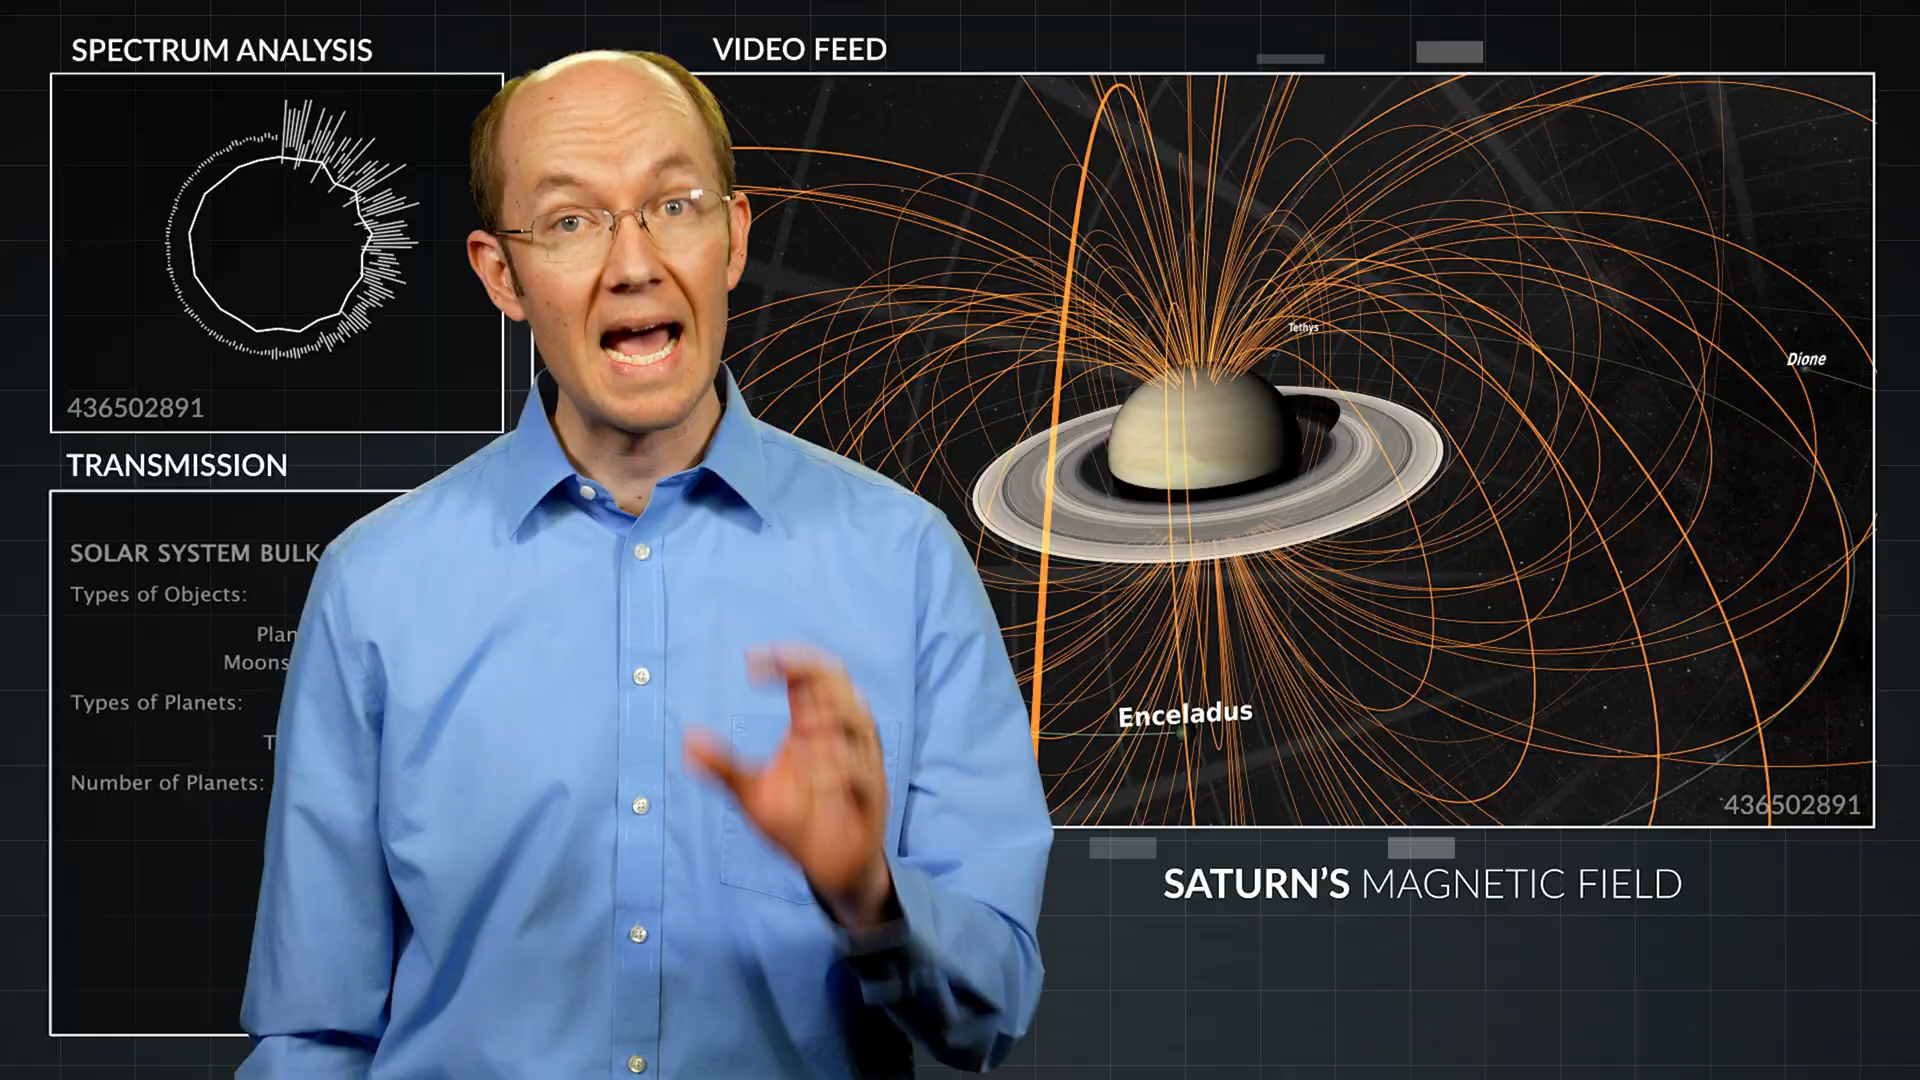 SPECTRUM ANALYSIS
436502891
TRANSMISSION
SOLAR SYSTEM BULK
Types of Objects:
Moons
Types of Planets:
Number of Planets:
VIDEO FEED
Tethys
Dione
Enceladus
436502891
SATURN'S MAGNETIC FIELD